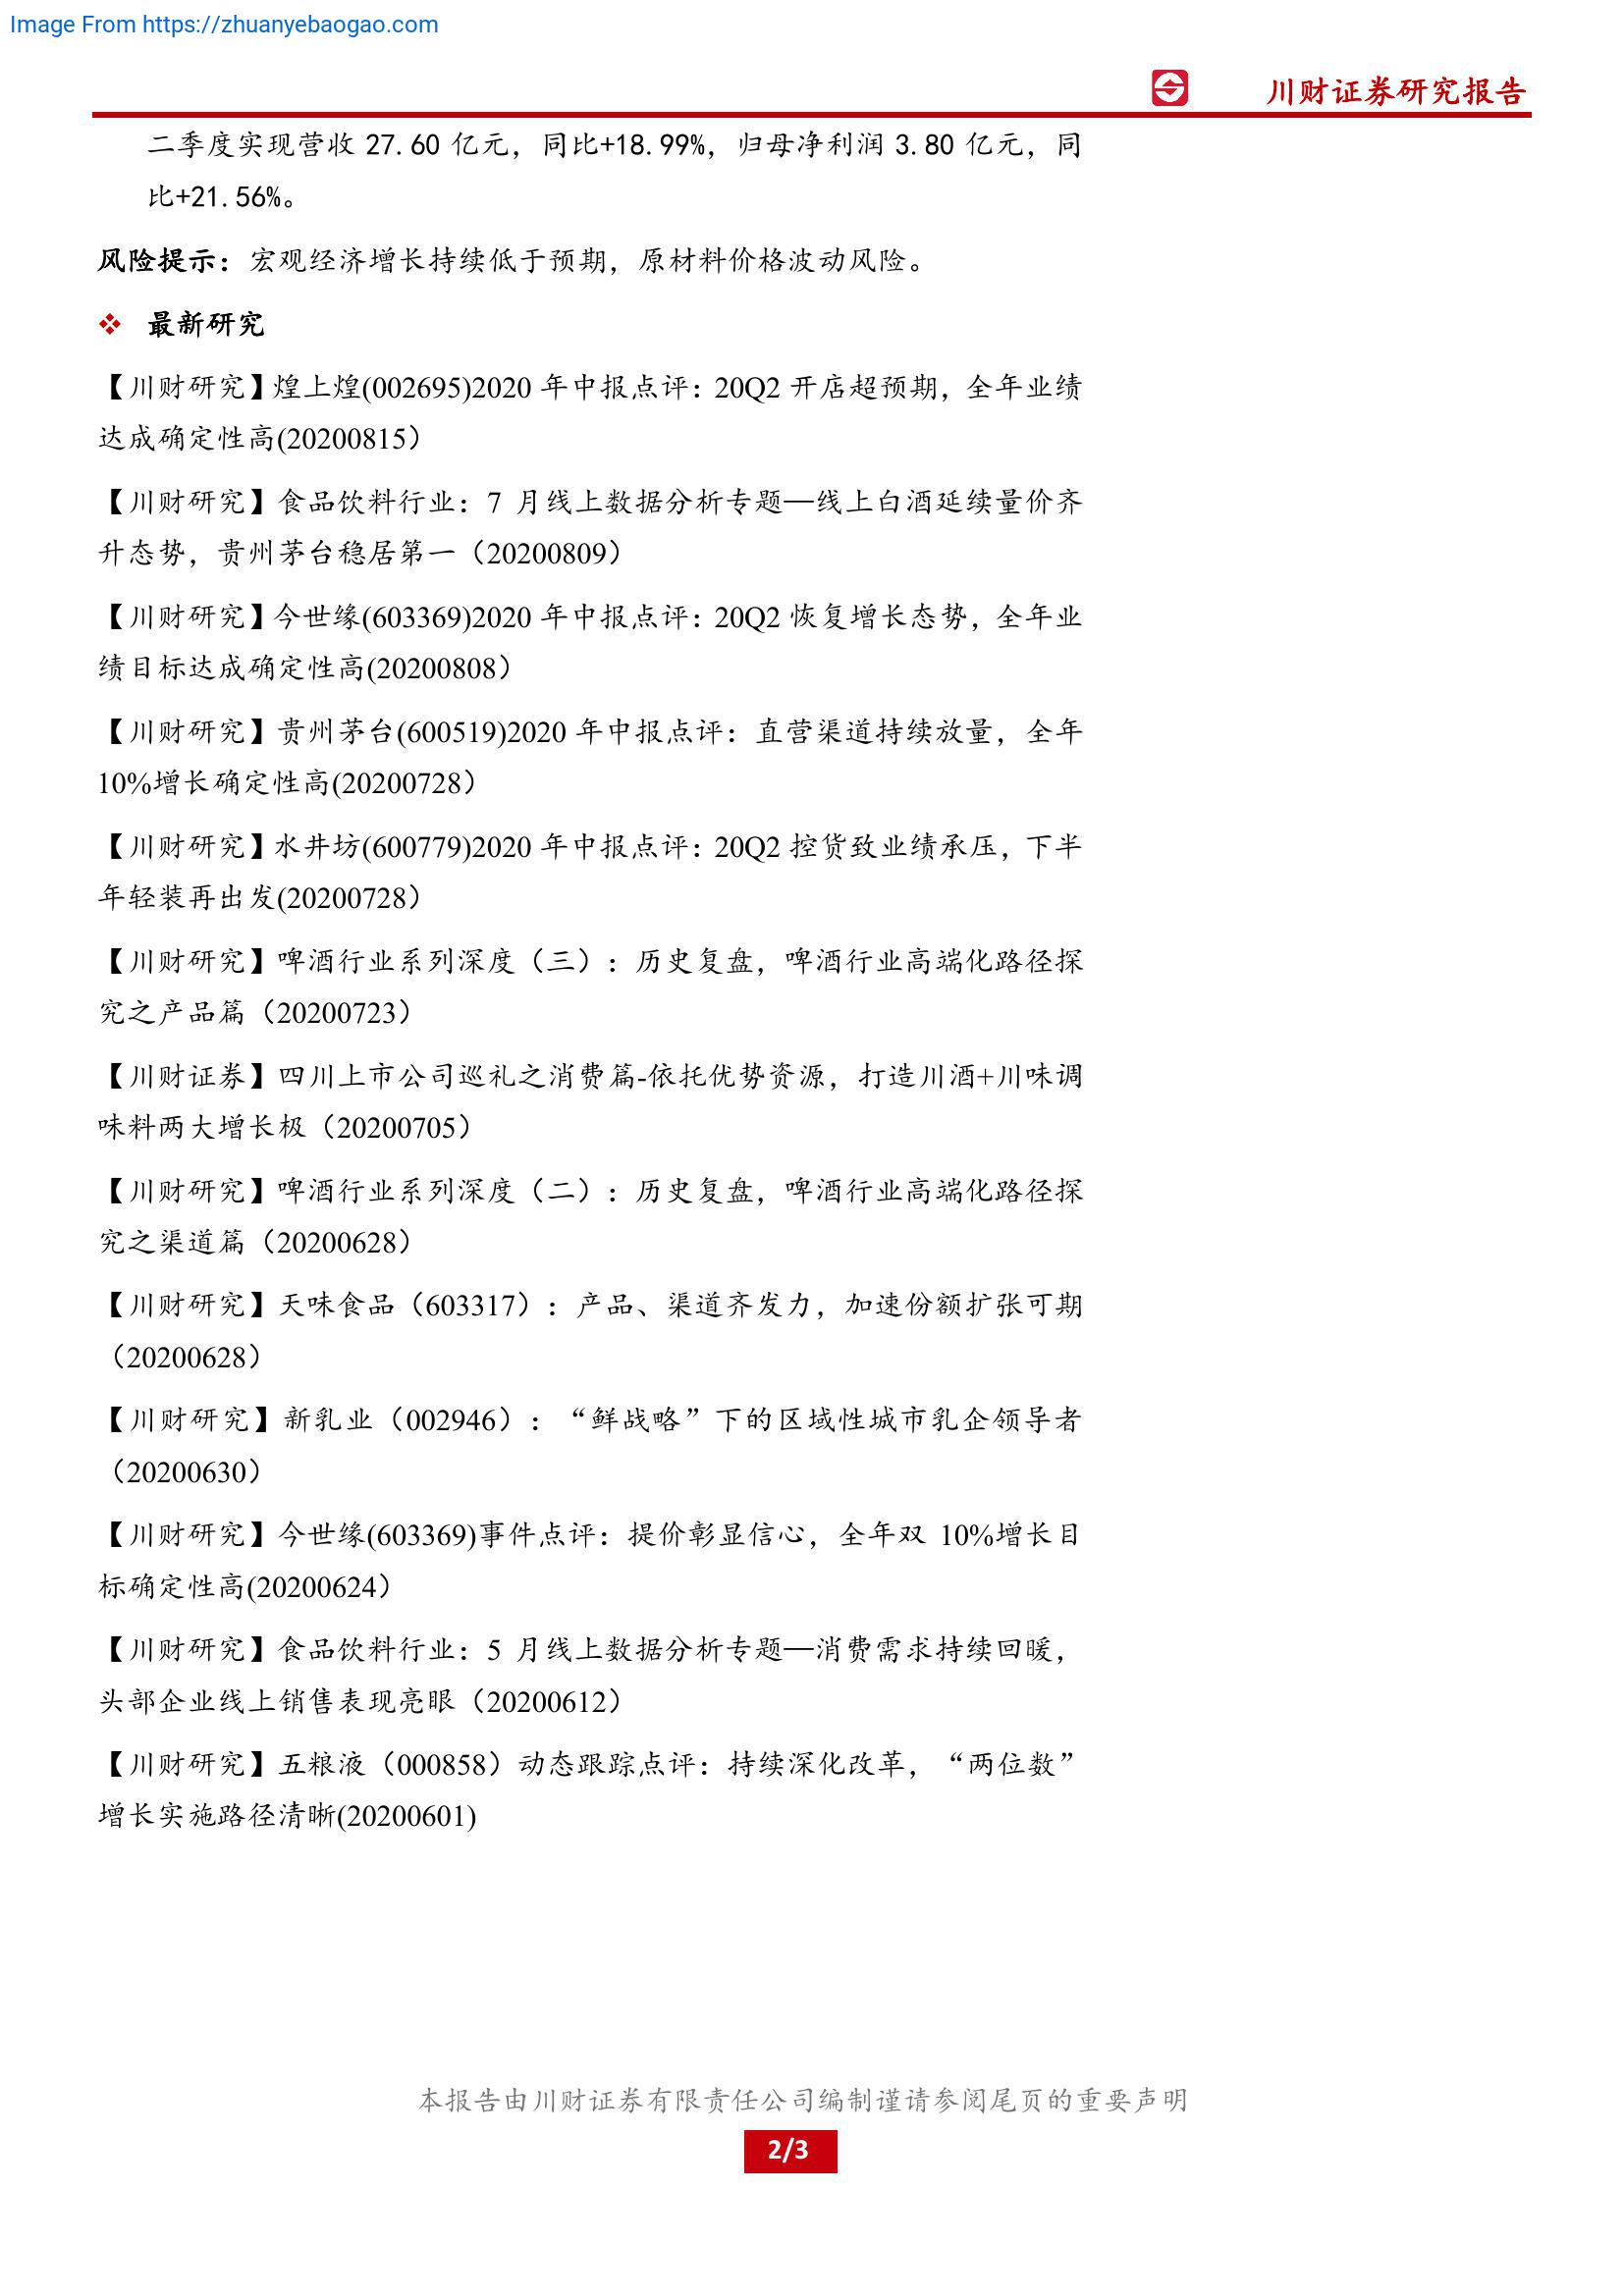 Image From https://zhuanyebaogao.com
川财证券研究报告
二季度实现营收 27.60 亿元，同比+18.99%，归母净利润 3.80 亿元，同
比+21.56%。
风险提示：宏观经济增长持续低于预期，原材料价格波动风险。
❖ 最新研究
【川财研究】煌上煌(002695)2020 年中报点评：20Q2 开店超预期，全年业绩
达成确定性高(20200815）
【川财研究】食品饮料行业：7 月线上数据分析专题—线上白酒延续量价齐
升态势，贵州茅台稳居第一（20200809）
【川财研究】今世缘(603369)2020 年中报点评：20Q2 恢复增长态势，全年业
绩目标达成确定性高(20200808）
【川财研究】贵州茅台(600519)2020 年中报点评：直营渠道持续放量，全年
10%增长确定性高(20200728）
【川财研究】水井坊(600779)2020 年中报点评：20Q2 控货致业绩承压，下半
年轻装再出发(20200728）
【川财研究】啤酒行业系列深度（三）：历史复盘，啤酒行业高端化路径探
究之产品篇（20200723）
【川财证券】四川上市公司巡礼之消费篇-依托优势资源，打造川酒+川味调
味料两大增长极（20200705）
【川财研究】啤酒行业系列深度（二）：历史复盘，啤酒行业高端化路径探
究之渠道篇（20200628）
【川财研究】天味食品（603317）：产品、渠道齐发力，加速份额扩张可期
（20200628）
【川财研究】新乳业（002946）：“鲜战略”下的区域性城市乳企领导者
（20200630）
【川财研究】今世缘(603369)事件点评：提价彰显信心，全年双 10%增长目
标确定性高(20200624）
【川财研究】食品饮料行业：5 月线上数据分析专题—消费需求持续回暖，
头部企业线上销售表现亮眼（20200612）
【川财研究】五粮液（000858）动态跟踪点评：持续深化改革，“两位数”
增长实施路径清晰(20200601)
本报告由川财证券有限责任公司编制谨请参阅尾页的重要声明
2/3